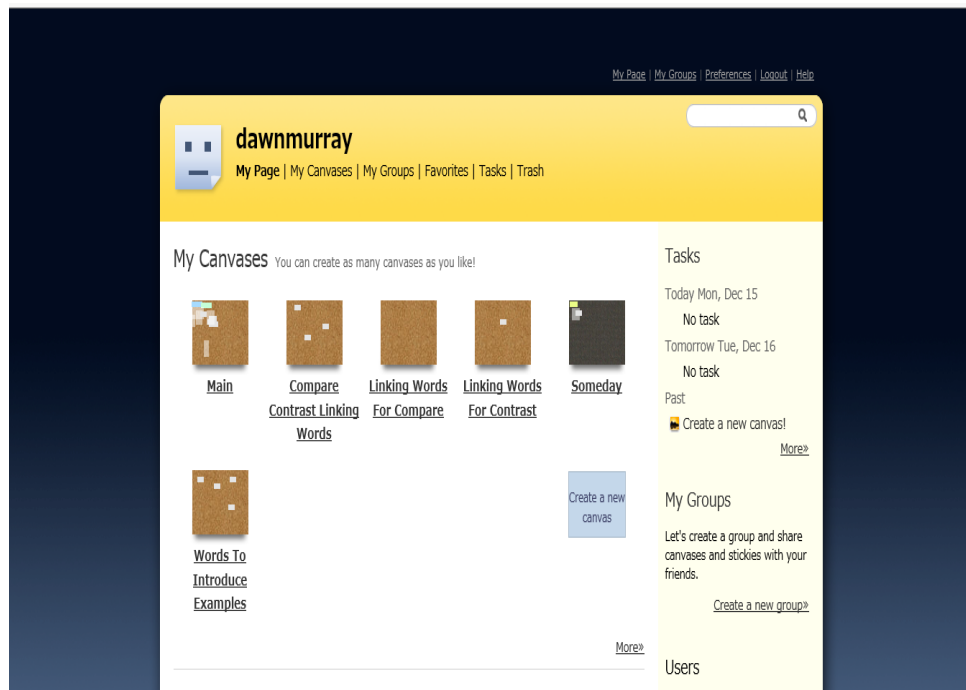 My Page | My Groups | Preferences | Logout | Help
dawnmurray
My Page | My Canvases | My Groups | Favorites | Tasks | Trash
My Canvases You can create as many canvases as you like!
Main
Compare
Contrast Linking
Words
Linking Words
For Compare
Linking Words
For Contrast
Someday
Words To
Introduce
Examples
Create a new
canvas
More»
Tasks
Today Mon, Dec 15
No task
Tomorrow Tue, Dec 16
No task
Past
Create a new canvas!
More»
My Groups
Let's create a group and share
canvases and stickies with your
friends.
Create a new group»
Users